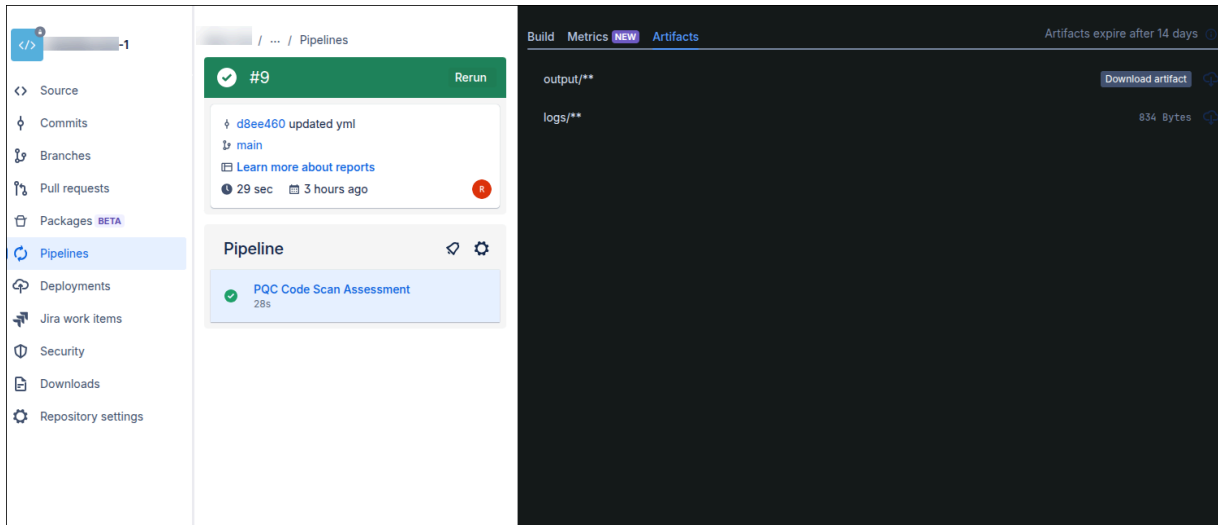 -1
Source
Commits
Branches
Pull requests
Packages BETA
Pipelines
Deployments
Jira work items
Security
Downloads
Repository settings
/ ... / Pipelines
#9 Rerun
d8ee460 updated yml
main
Learn more about reports
29 sec 3 hours ago R
Pipeline
PQC Code Scan Assessment
28s
Build Metrics NEW Artifacts Artifacts expire after 14 days
output/** Download artifact
logs/** 834 Bytes